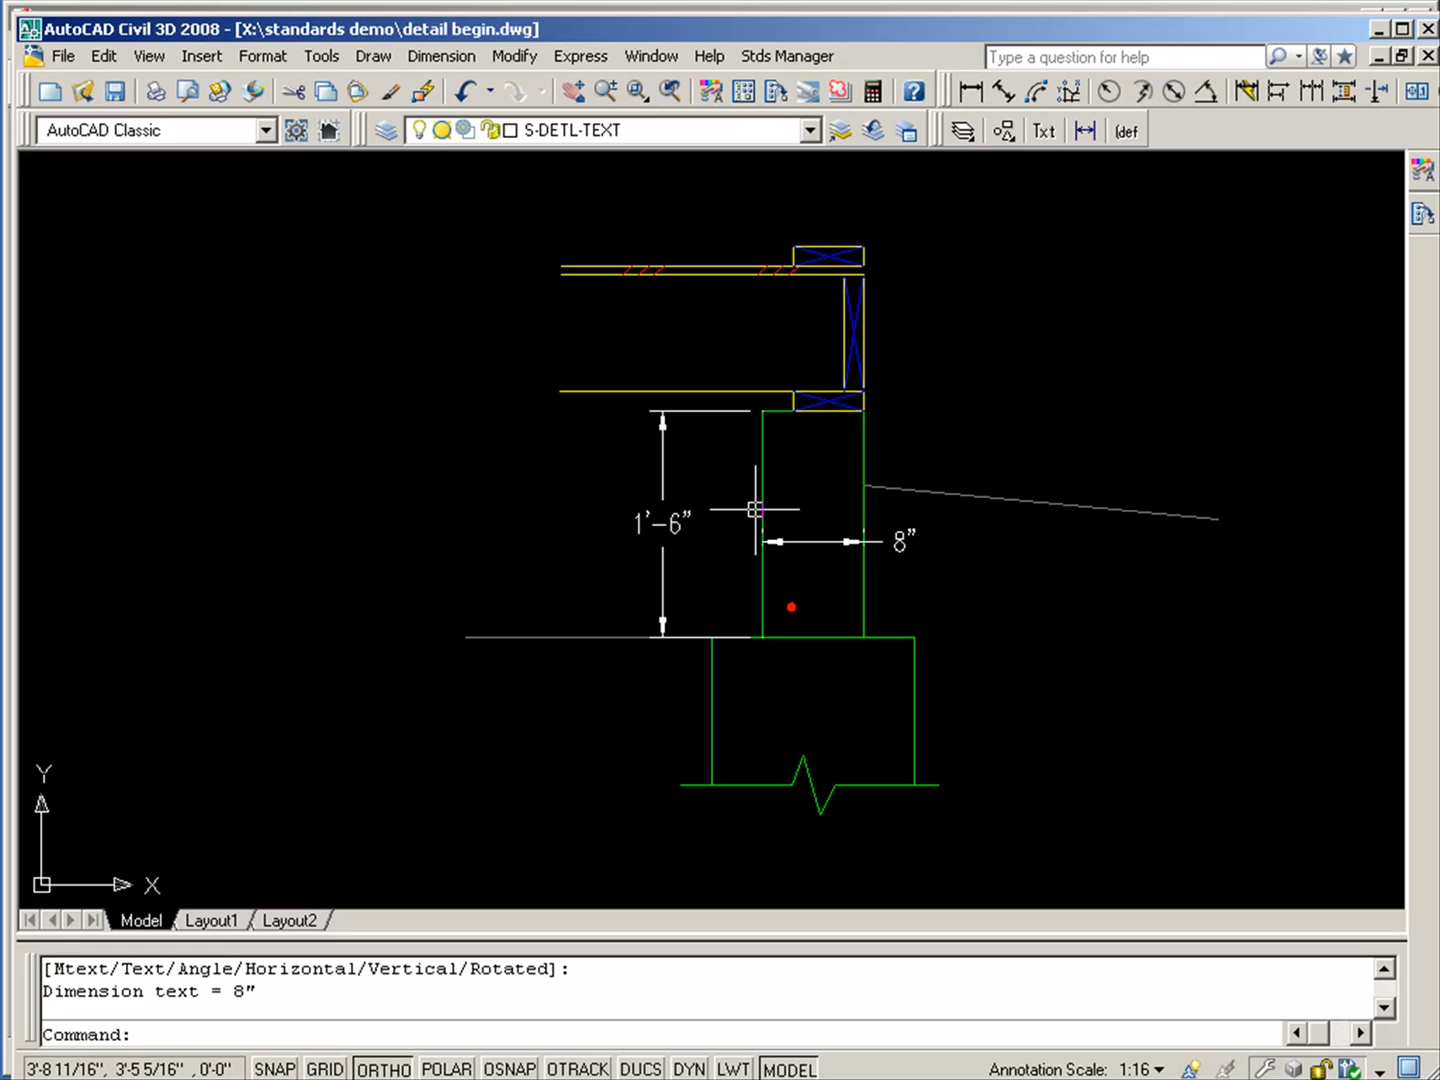 AutoCAD Civil 3D 2008 - [X:\standards demo\detail begin.dwg]
File Edit View Insert Format Tools Draw Dimension Modify Express Window Help Stds Manager
Type a question for help
AutoCAD Classic
S-DETL-TEXT
Txt
(def
1'-6"
8"
Y
X
Model Layout1 Layout2
[Mtext/Text/Angle/Horizontal/Vertical/Rotated]:
Dimension text = 8"
Command:
3'-8 11/16", 3'-5 5/16" , 0'-0" SNAP GRID ORTHO POLAR OSNAP OTRACK DUCS DYN LWT MODEL Annotation Scale: 1:16